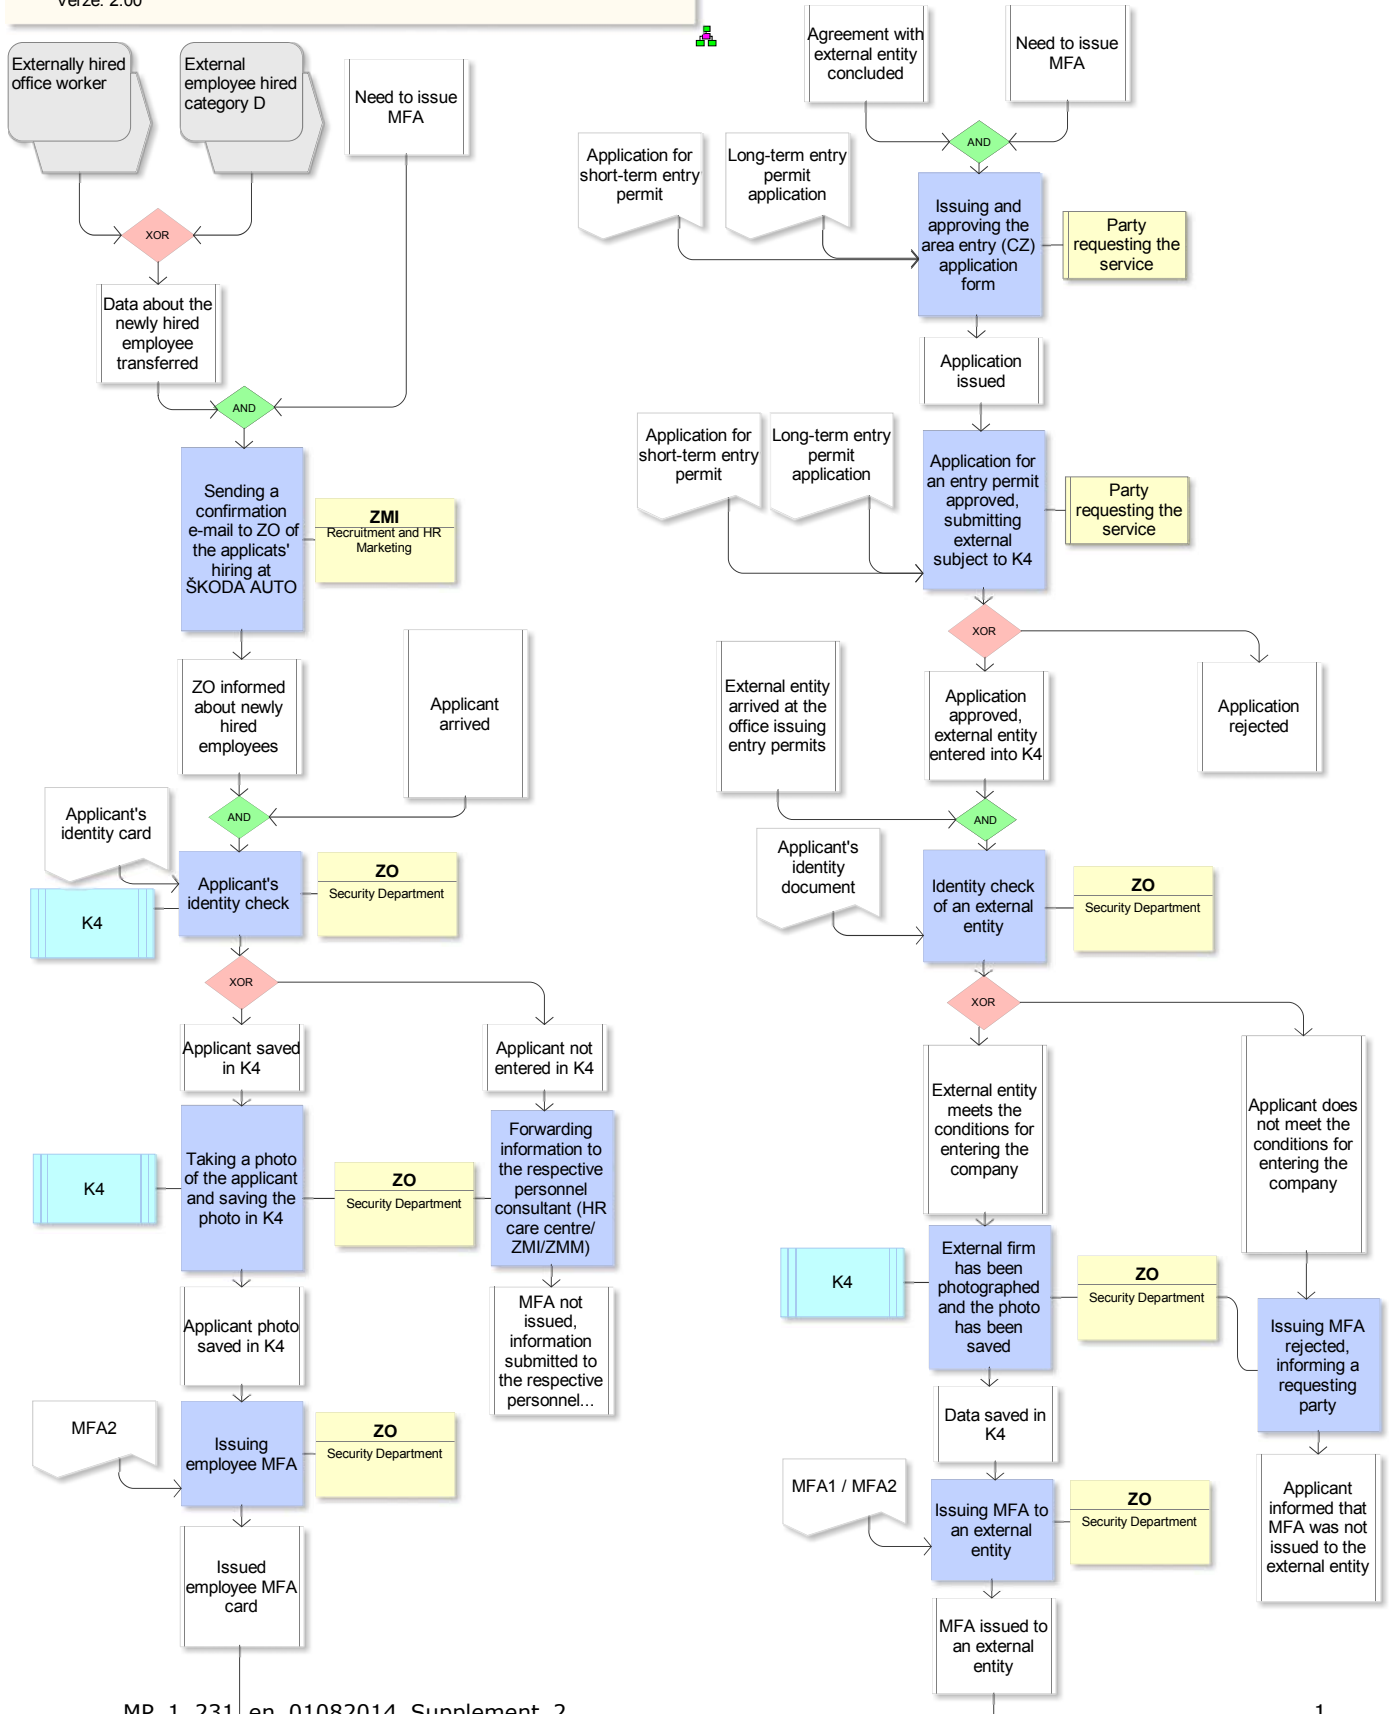 Verze: 2.00
Externally hired
office worker
External
employee hired
category D
Need to issue
MFA
XOR
Data about the
newly hired
employee
transferred
AND
Sending a
confirmation
e-mail to ZO of
the applicats'
hiring at
ŠKODA AUTO
ZMI
Recruitment and HR
Marketing
ZO informed
about newly
hired
employees
Applicant
arrived
AND
Applicant's
identity card
Applicant's
identity check
ZO
Security Department
K4
XOR
Applicant saved
in K4
Applicant not
entered in K4
K4
Taking a photo
of the applicant
and saving the
photo in K4
ZO
Security Department
Forwarding
information to
the respective
personnel
consultant (HR
care centre/
ZMI/ZMM)
Applicant photo
saved in K4
MFA not
issued,
information
submitted to
the respective
personnel...
MFA2
Issuing
employee MFA
ZO
Security Department
Issued
employee MFA
card
Agreement with
external entity
concluded
Need to issue
MFA
AND
Application for
short-term entry
permit
Long-term entry
permit
application
Issuing and
approving the
area entry (CZ)
application
form
Party
requesting the
service
Application
issued
Application for
short-term entry
permit
Long-term entry
permit
application
Application for
an entry permit
approved,
submitting
external
subject to K4
Party
requesting the
service
XOR
External entity
arrived at the
office issuing
entry permits
Application
approved,
external entity
entered into K4
Application
rejected
AND
Applicant's
identity
document
Identity check
of an external
entity
ZO
Security Department
XOR
External entity
meets the
conditions for
entering the
company
Applicant does
not meet the
conditions for
entering the
company
K4
External firm
has been
photographed
and the photo
has been
saved
ZO
Security Department
Issuing MFA
rejected,
informing a
requesting
party
Data saved in
K4
MFA1 / MFA2
Issuing MFA to
an external
entity
ZO
Security Department
Applicant
informed that
MFA was not
issued to the
external entity
MFA issued to
an external
entity
MP_1_231_en_01082014_Supplement_2
1